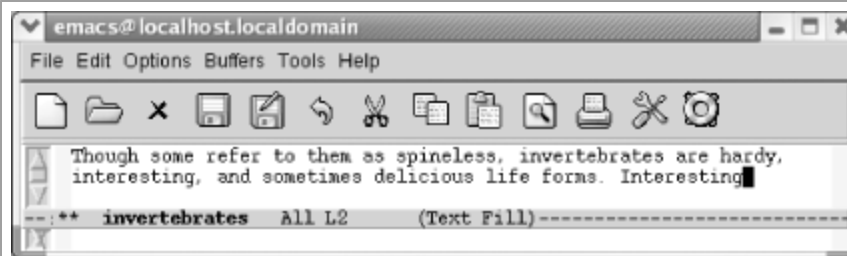 emacs@localhost.localdomain
File Edit Options Buffers Tools Help
Though some refer to them as spineless, invertebrates are hardy,
interesting, and sometimes delicious life forms. Interesting
--:** invertebrates All L2 (Text Fill)------------------------------